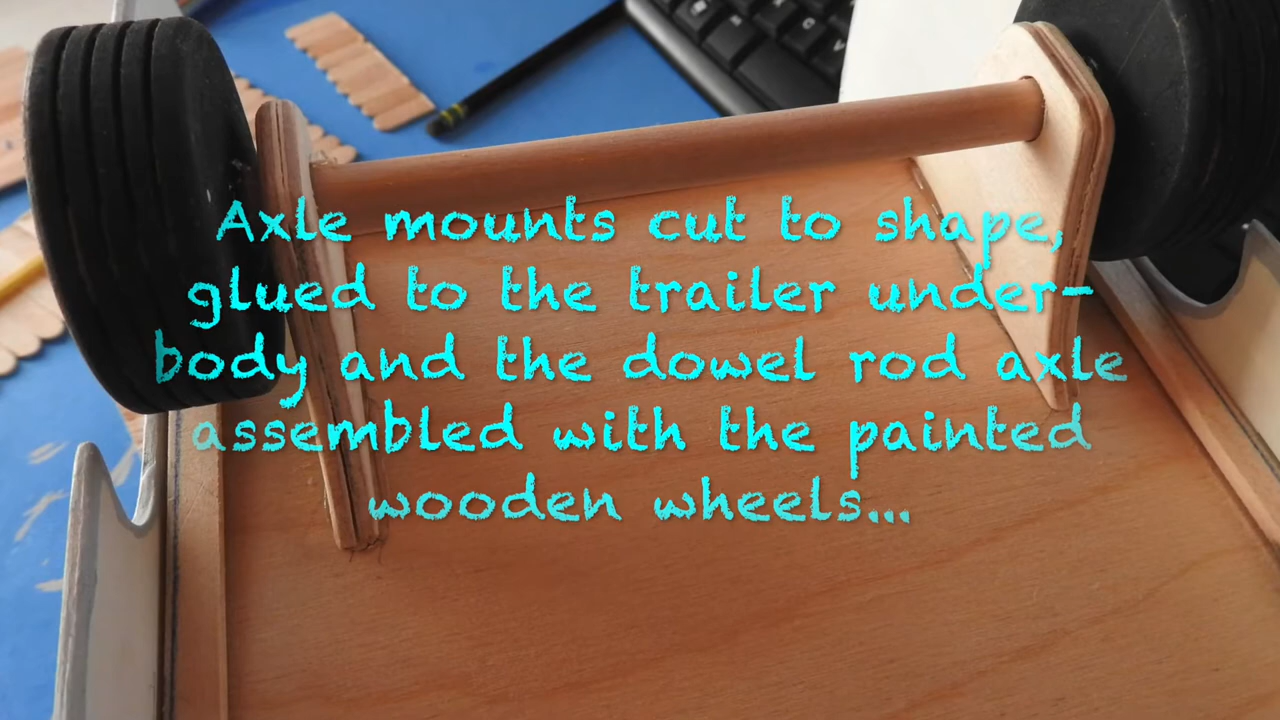 Axle mounts cut to shape,
glued to the trailer under-
body and the dowel rod axle
assembled with the painted
wooden wheels...